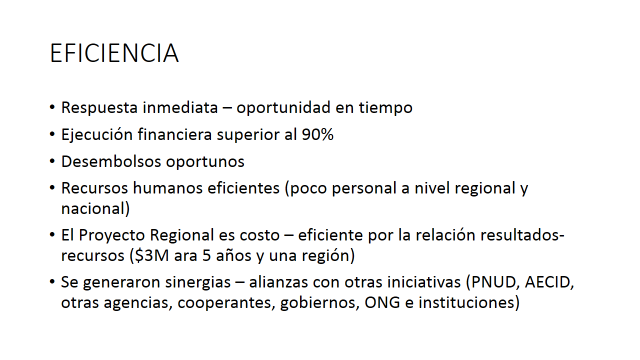 EFICIENCIA
• Respuesta inmediata – oportunidad en tiempo
• Ejecución financiera superior al 90%
• Desembolsos oportunos
• Recursos humanos eficientes (poco personal a nivel regional y
nacional)
• El Proyecto Regional es costo – eficiente por la relación resultados-
recursos ($3M ara 5 años y una región)
• Se generaron sinergias – alianzas con otras iniciativas (PNUD, AECID,
otras agencias, cooperantes, gobiernos, ONG e instituciones)